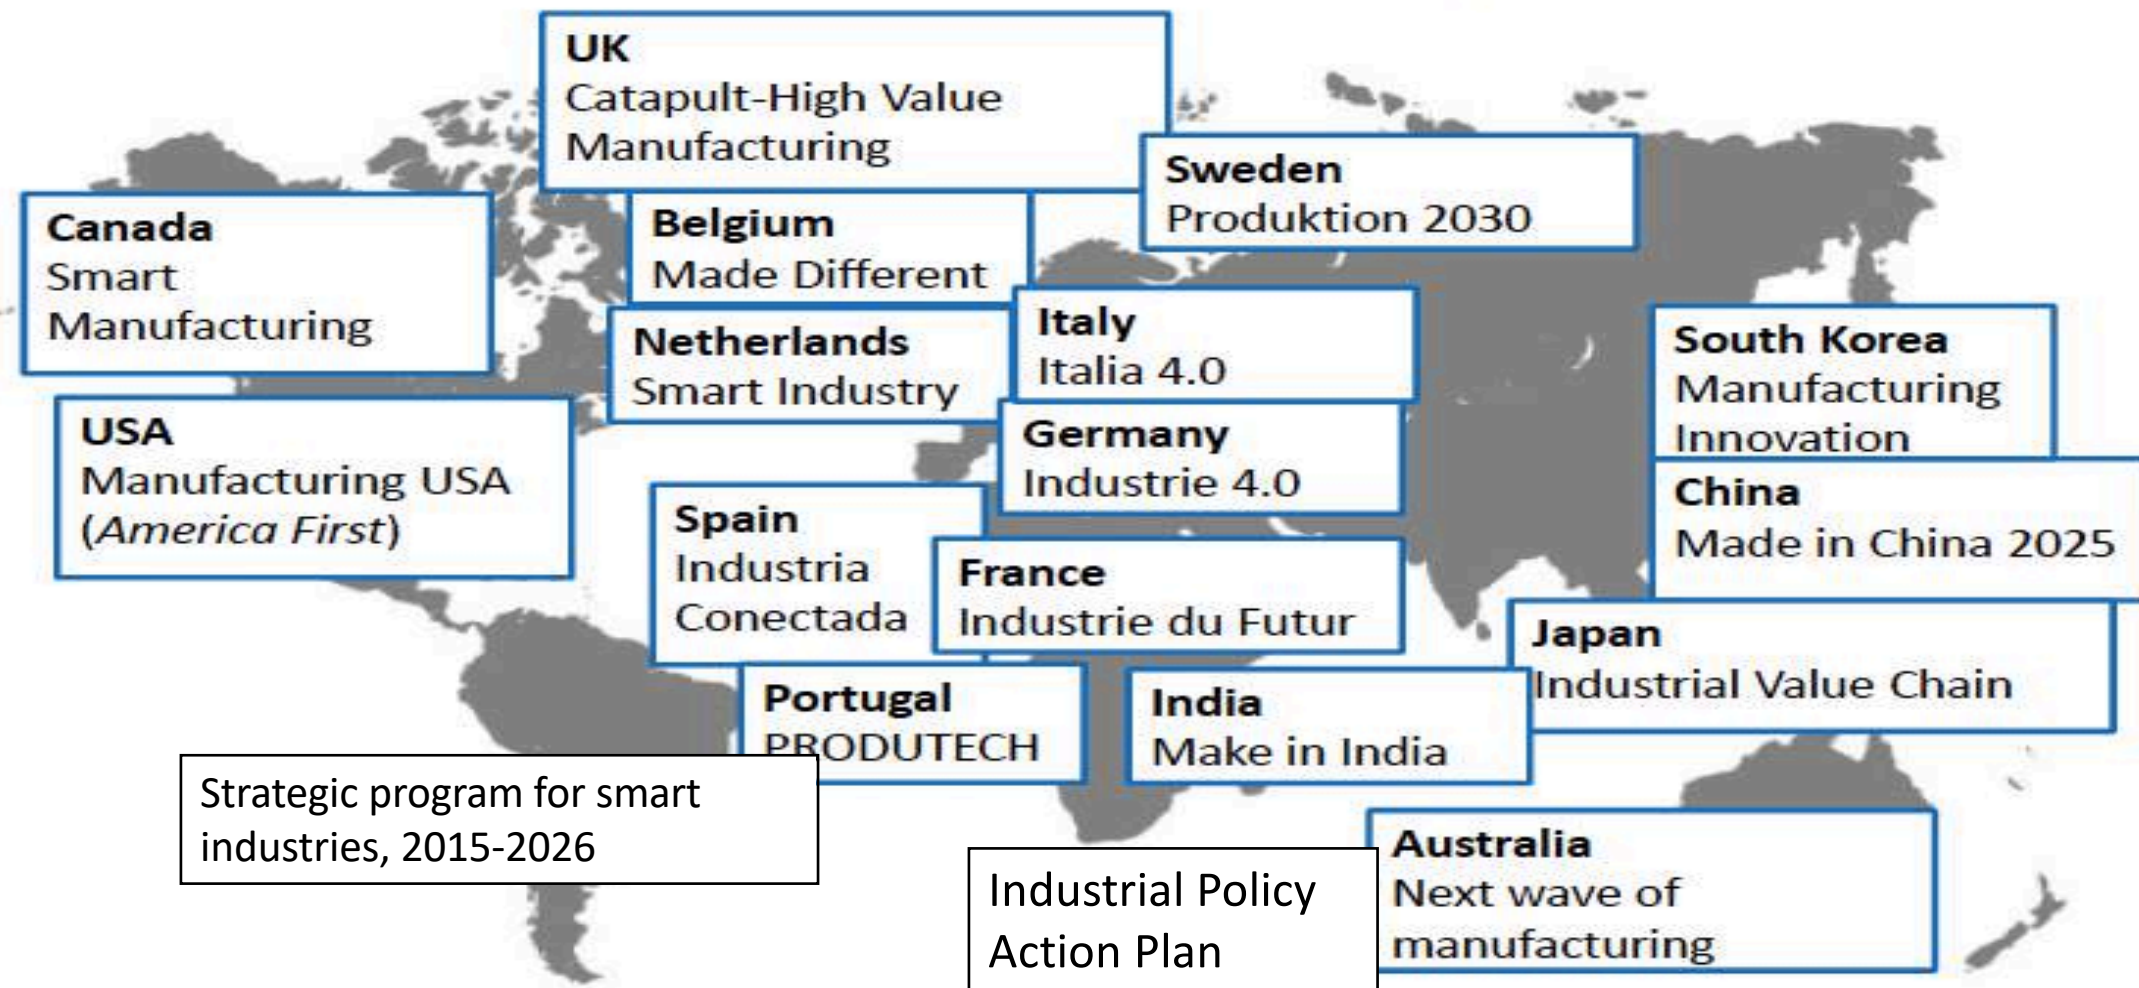 UK
Catapult-High Value
Manufacturing
Sweden
Produktion 2030
Canada
Smart
Manufacturing
Belgium
Made Different
Netherlands
Smart Industry
Italy
Italia 4.0
South Korea
Manufacturing
Innovation
USA
Manufacturing USA
(America First)
Germany
Industrie 4.0
China
Made in China 2025
Spain
Industria
Conectada
France
Industrie du Futur
Japan
Industrial Value Chain
Portugal
PRODUTECH
India
Make in India
Strategic program for smart
industries, 2015-2026
Australia
Next wave of
manufacturing
Industrial Policy
Action Plan